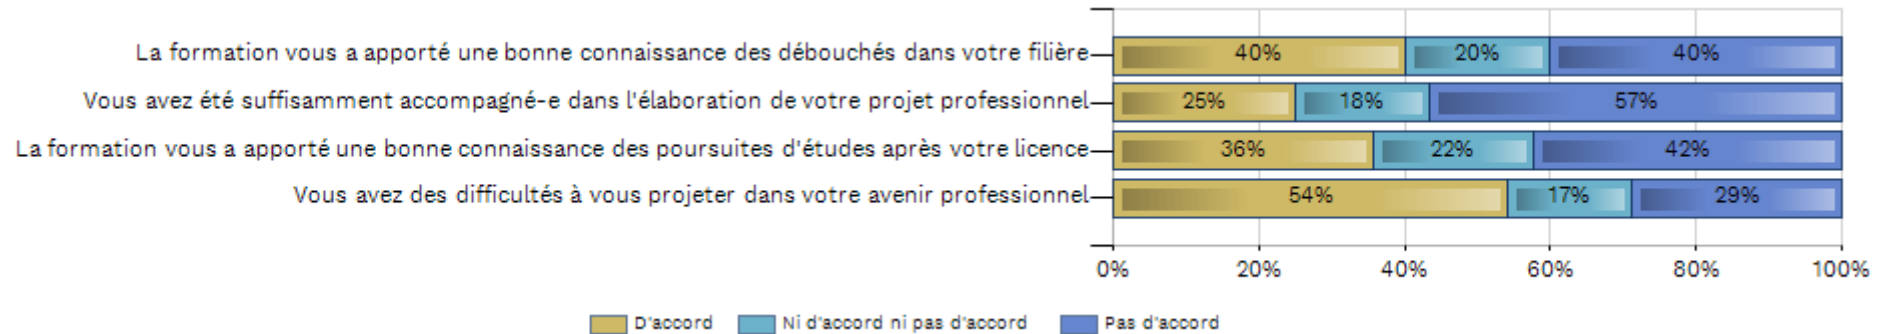 La formation vous a apporté une bonne connaissance des débouchés dans votre filière 40% 20% 40%
Vous avez été suffisamment accompagné-e dans l'élaboration de votre projet professionnel 25% 18% 57%
La formation vous a apporté une bonne connaissance des poursuites d'études après votre licence 36% 22% 42%
Vous avez des difficultés à vous projeter dans votre avenir professionnel 54% 17% 29%
0% 20% 40% 60% 80% 100%
D'accord Ni d'accord ni pas d'accord Pas d'accord